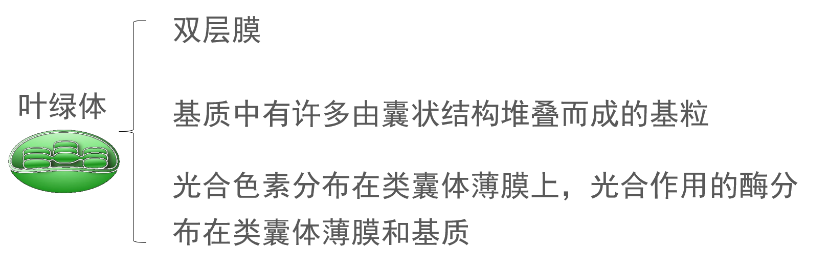 双层膜
叶绿体
基质中有许多由囊状结构堆叠而成的基粒
光合色素分布在类囊体薄膜上，光合作用的酶分
布在类囊体薄膜和基质